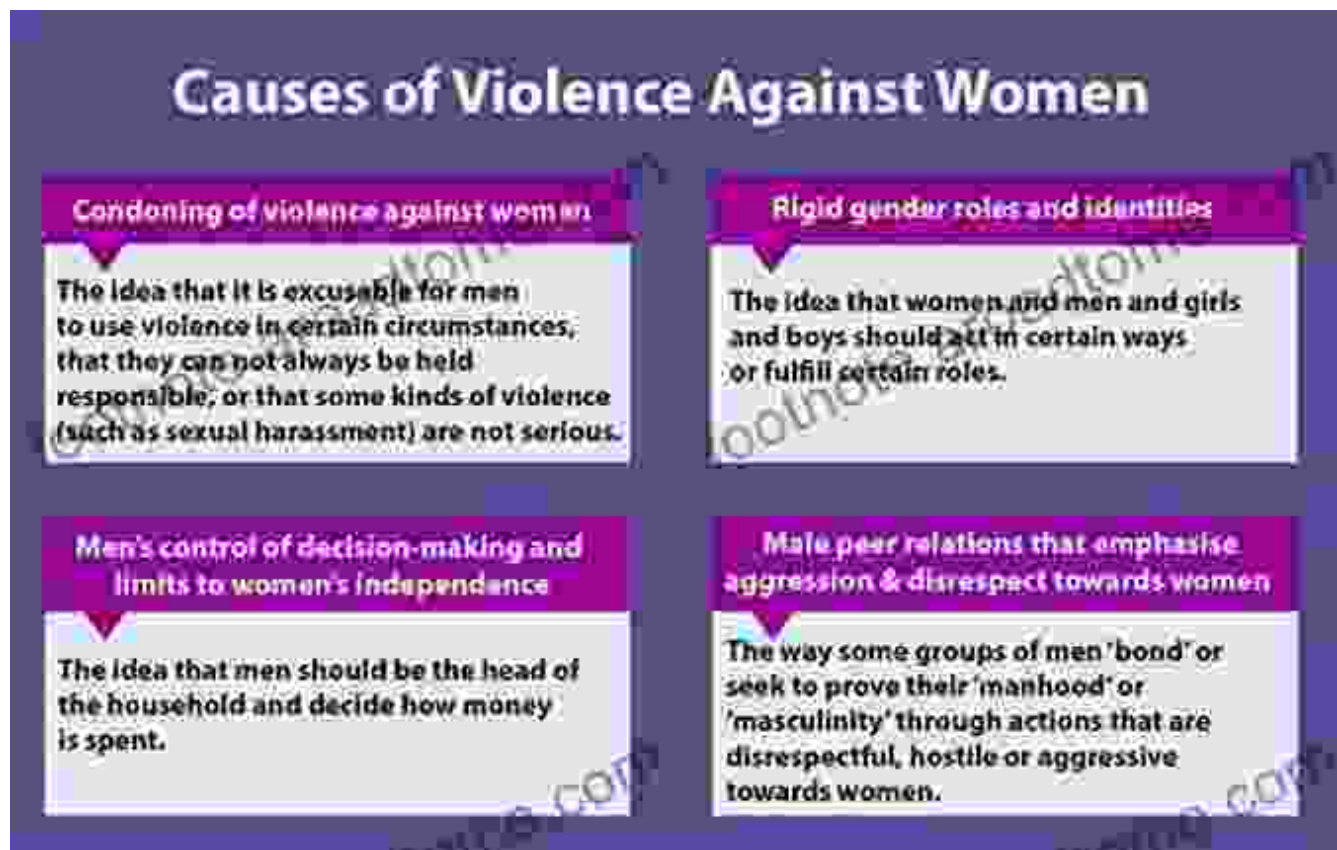 Causes of Violence Against Women
Condoning of violence against women
The idea that it is excusable for men
to use violence in certain circumstances,
that they can not always be held
responsible, or that some kinds of violence
(such as sexual harassment) are not serious.
Rigid gender roles and identities
The idea that women and men and girls
and boys should act in certain ways
or fulfill certain roles.
Men's control of decision-making and
limits to women's independence
The idea that men should be the head of
the household and decide how money
is spent.
Male peer relations that emphasise
aggression & disrespect towards women
The way some groups of men 'bond' or
seek to prove their 'manhood' or
'masculinity' through actions that are
disrespectful, hostile or aggressive
towards women.